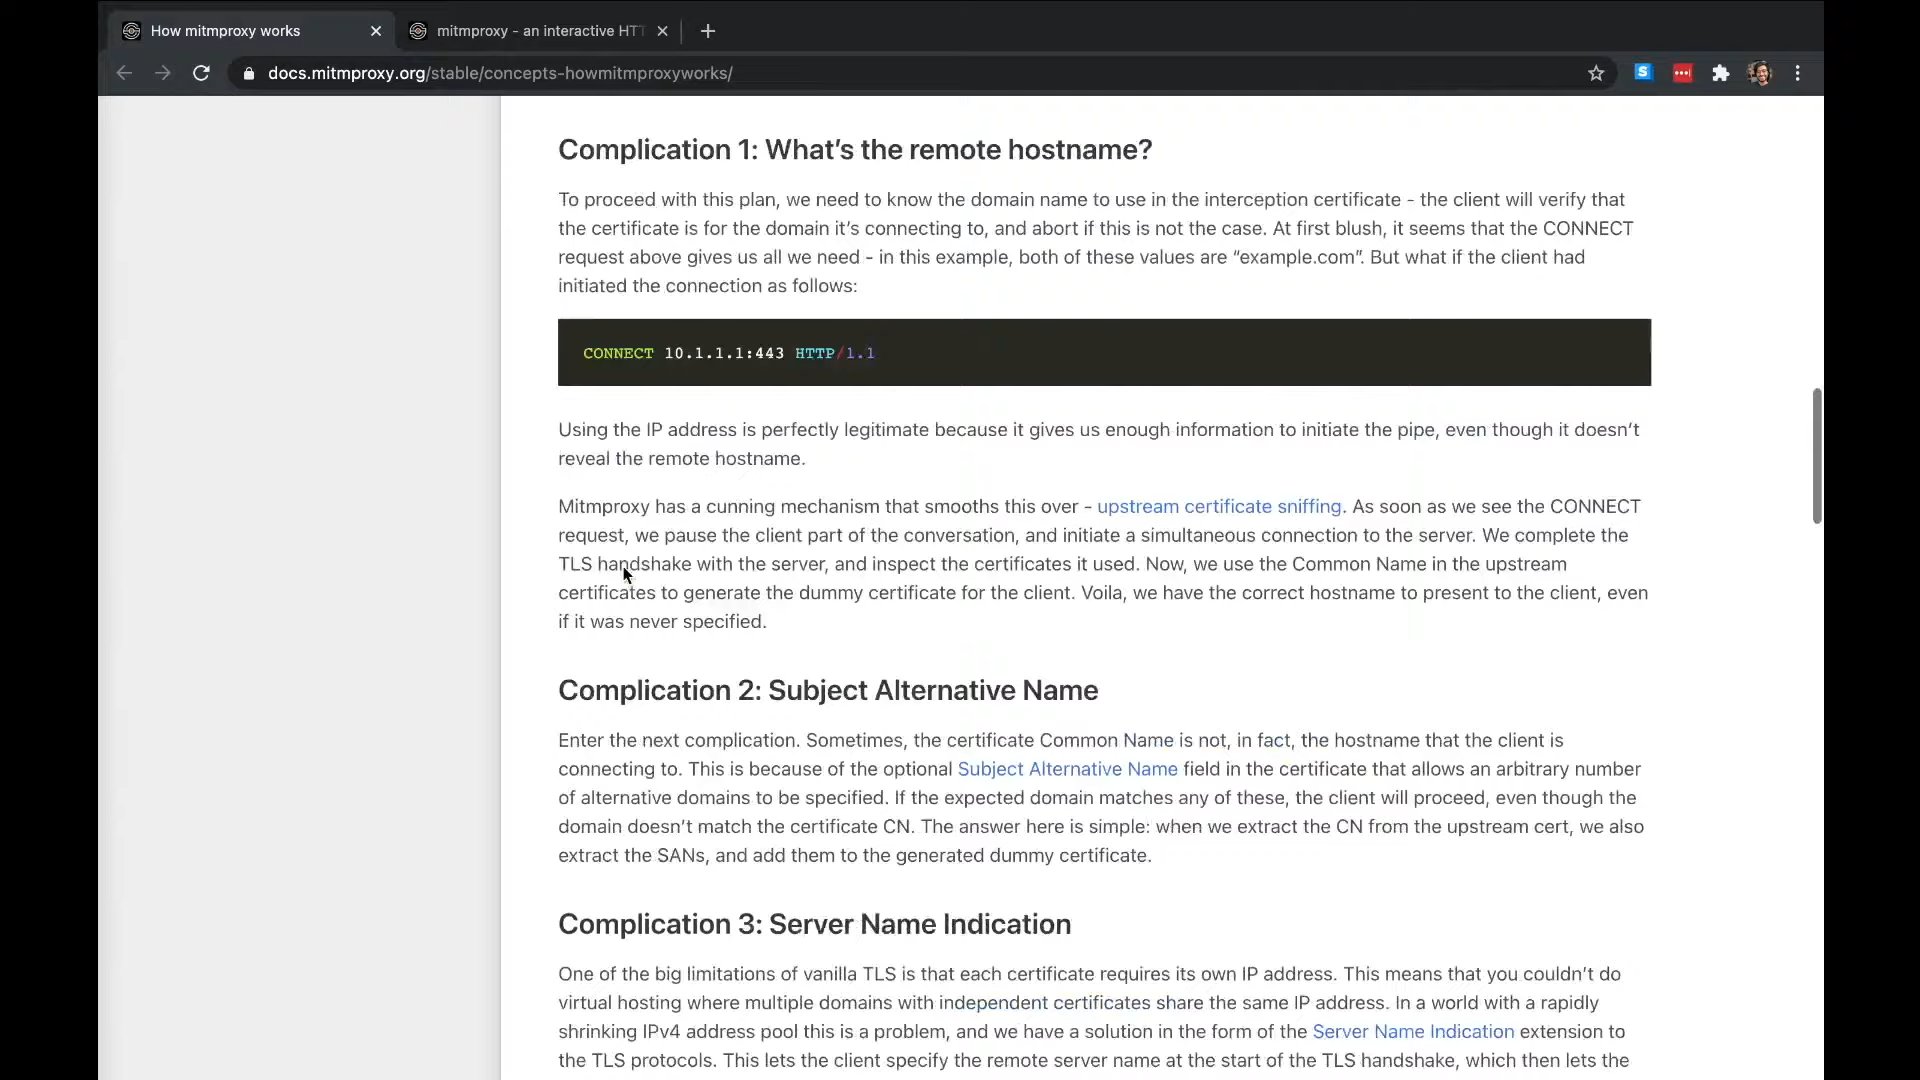 How mitmproxy works
mitmproxy - an interactive HTT
docs.mitmproxy.org/stable/concepts-howmitmproxyworks/
S
Complication 1: What’s the remote hostname?
To proceed with this plan, we need to know the domain name to use in the interception certificate - the client will verify that
the certificate is for the domain it’s connecting to, and abort if this is not the case. At first blush, it seems that the CONNECT
request above gives us all we need - in this example, both of these values are “example.com”. But what if the client had
initiated the connection as follows:
CONNECT 10.1.1.1:443 HTTP/1.1
Using the IP address is perfectly legitimate because it gives us enough information to initiate the pipe, even though it doesn’t
reveal the remote hostname.
Mitmproxy has a cunning mechanism that smooths this over - upstream certificate sniffing. As soon as we see the CONNECT
request, we pause the client part of the conversation, and initiate a simultaneous connection to the server. We complete the
TLS handshake with the server, and inspect the certificates it used. Now, we use the Common Name in the upstream
certificates to generate the dummy certificate for the client. Voila, we have the correct hostname to present to the client, even
if it was never specified.
Complication 2: Subject Alternative Name
Enter the next complication. Sometimes, the certificate Common Name is not, in fact, the hostname that the client is
connecting to. This is because of the optional Subject Alternative Name field in the certificate that allows an arbitrary number
of alternative domains to be specified. If the expected domain matches any of these, the client will proceed, even though the
domain doesn’t match the certificate CN. The answer here is simple: when we extract the CN from the upstream cert, we also
extract the SANs, and add them to the generated dummy certificate.
Complication 3: Server Name Indication
One of the big limitations of vanilla TLS is that each certificate requires its own IP address. This means that you couldn’t do
virtual hosting where multiple domains with independent certificates share the same IP address. In a world with a rapidly
shrinking IPv4 address pool this is a problem, and we have a solution in the form of the Server Name Indication extension to
the TLS protocols. This lets the client specify the remote server name at the start of the TLS handshake, which then lets the